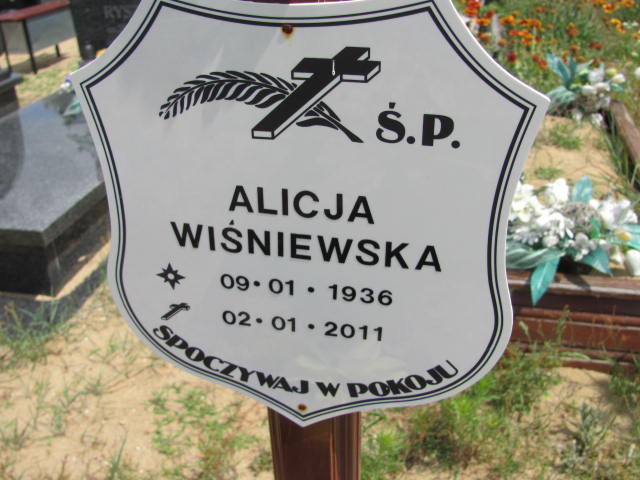 Ś.P.
ALICJA
WIŚNIEWSKA
09・01・1936
02・01・2011
SPOCZYWAJ W POKOJU